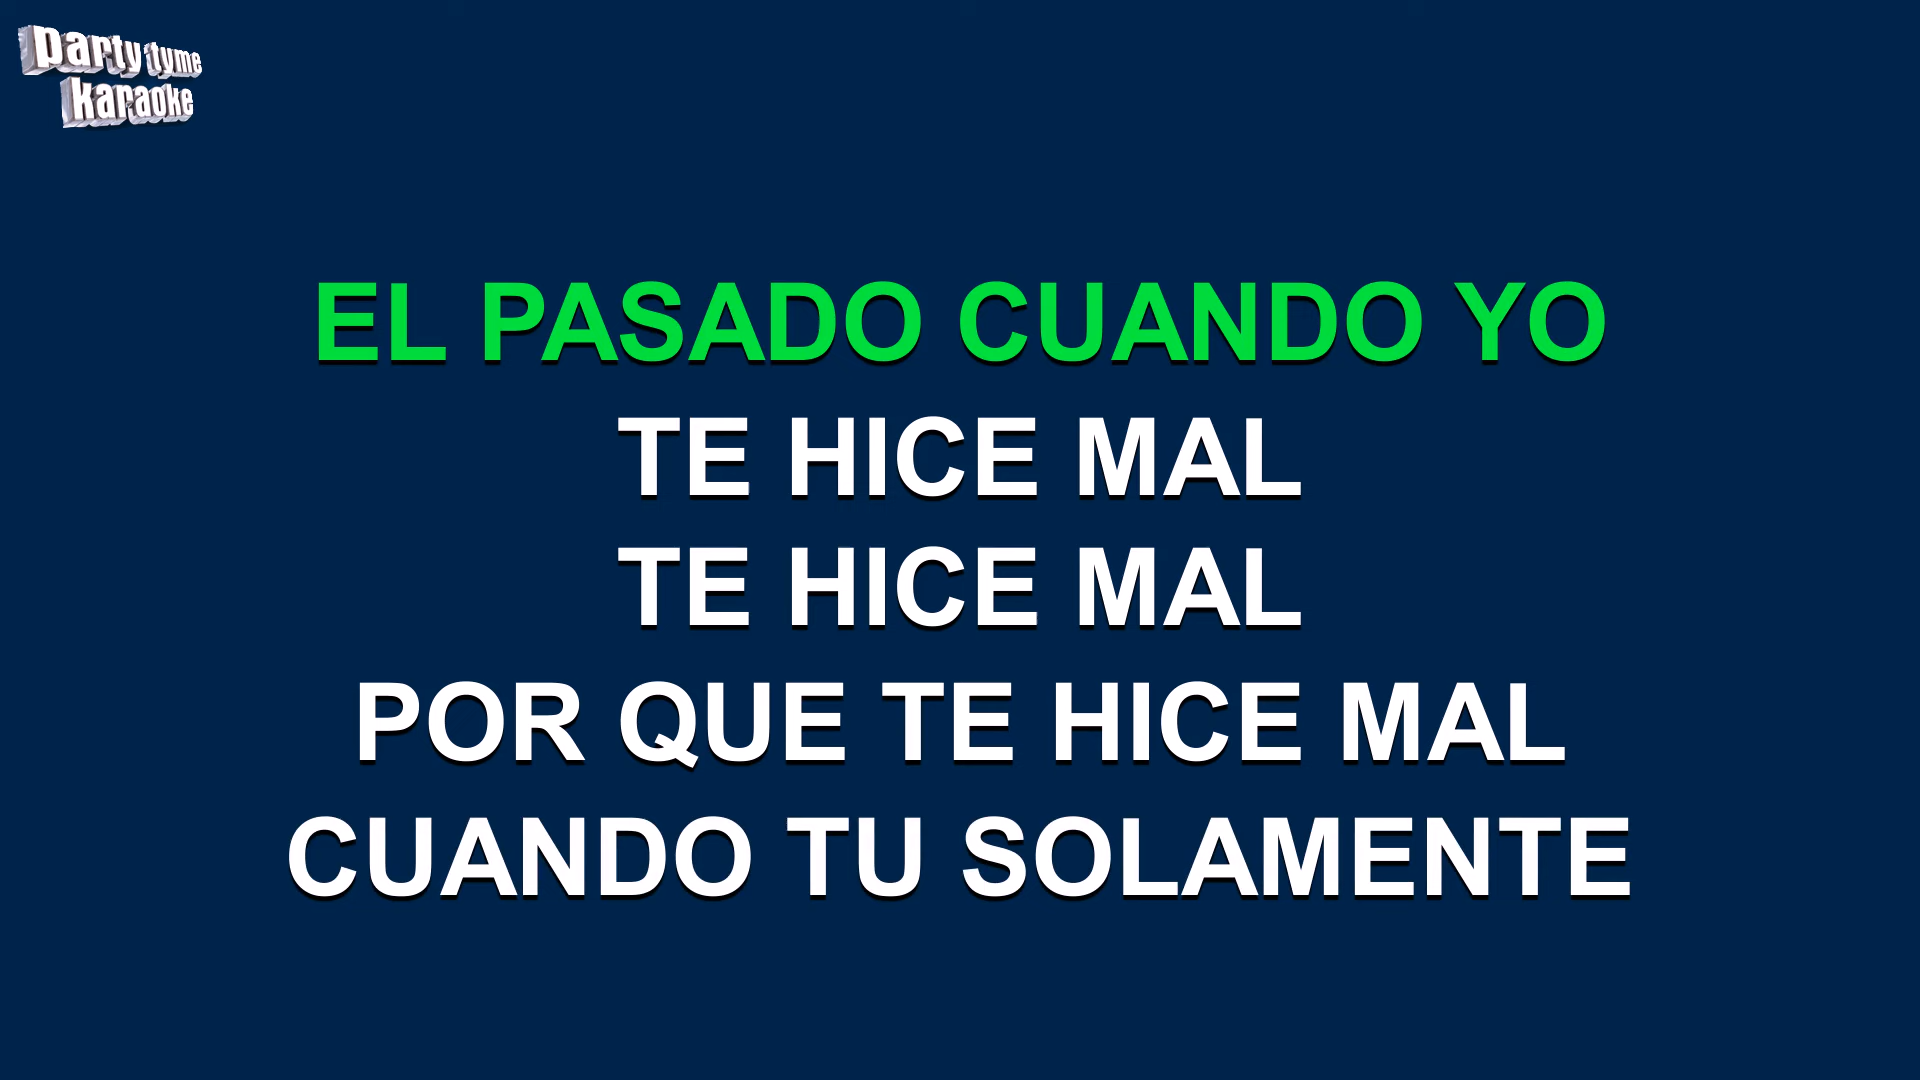 party tyme
karaoke
EL PASADO CUANDO YO
TE HICE MAL
TE HICE MAL
POR QUE TE HICE MAL
CUANDO TU SOLAMENTE